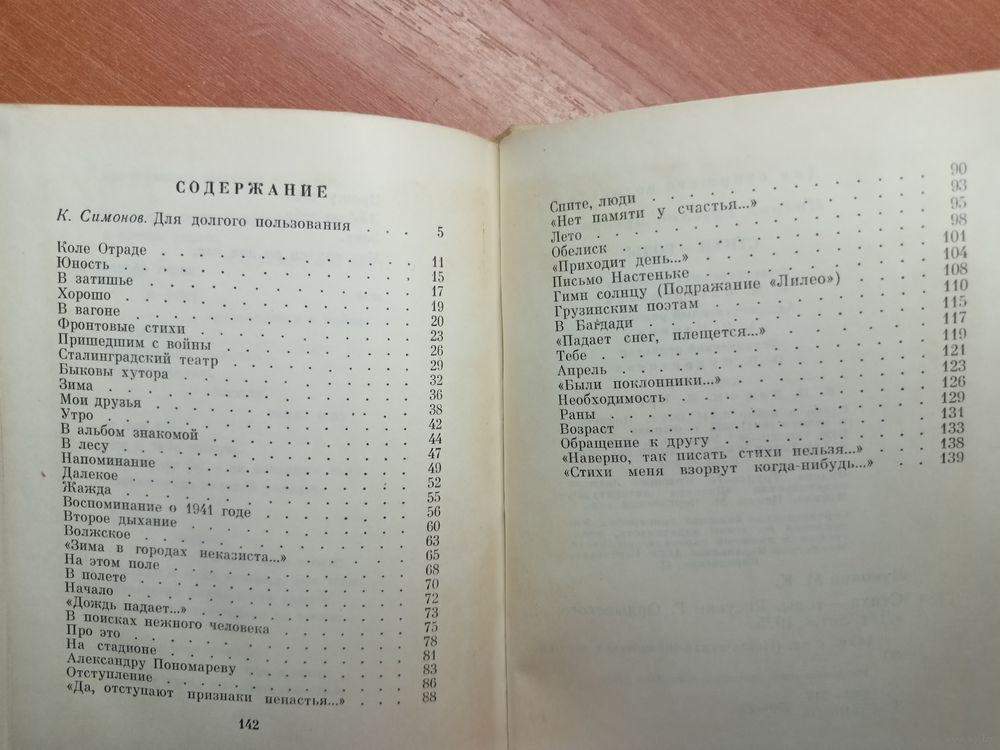 СОДЕРЖАНИЕ
К. Симонов. Для долгого пользования . . . 5
Коле Отраде . . . 11
Юность . . . 15
В затишье . . . 17
Хорошо . . . 19
В вагоне . . . 20
Фронтовые стихи . . . 23
Пришедшим с войны . . . 26
Сталинградский театр . . . 29
Быковы хутора . . . 32
Зима . . . 36
Мои друзья . . . 38
Утро . . . 42
В альбом знакомой . . . 44
В лесу . . . 47
Напоминание . . . 49
Далекое . . . 52
Жажда . . . 55
Воспоминание о 1941 годе . . . 56
Второе дыхание . . . 60
Волжское . . . 63
«Зима в городах неказиста...» . . . 65
На этом поле . . . 68
В полете . . . 70
Начало . . . 72
«Дождь падает...» . . . 73
В поисках нежного человека . . . 75
Про это . . . 78
На стадионе . . . 81
Александру Пономареву . . . 83
Отступление . . . 86
«Да, отступают признаки ненастья...» . . . 88
142
Спите, люди . . . 90
«Нет памяти у счастья...» . . . 93
Лето . . . 95
Обелиск . . . 98
«Приходит день...» . . . 101
Письмо Настеньке . . . 104
Гимн солнцу (Подражание «Лилео») . . . 108
Грузинским поэтам . . . 110
В Багдади . . . 115
«Падает снег, плещется...» . . . 117
Тебе . . . 119
Апрель . . . 121
«Были поклонники...» . . . 123
Необходимость . . . 126
Раны . . . 129
Возраст . . . 131
Обращение к другу . . . 133
«Наверно, так писать стихи нельзя...» . . . 138
«Стихи меня взорвут когда-нибудь...» . . . 139